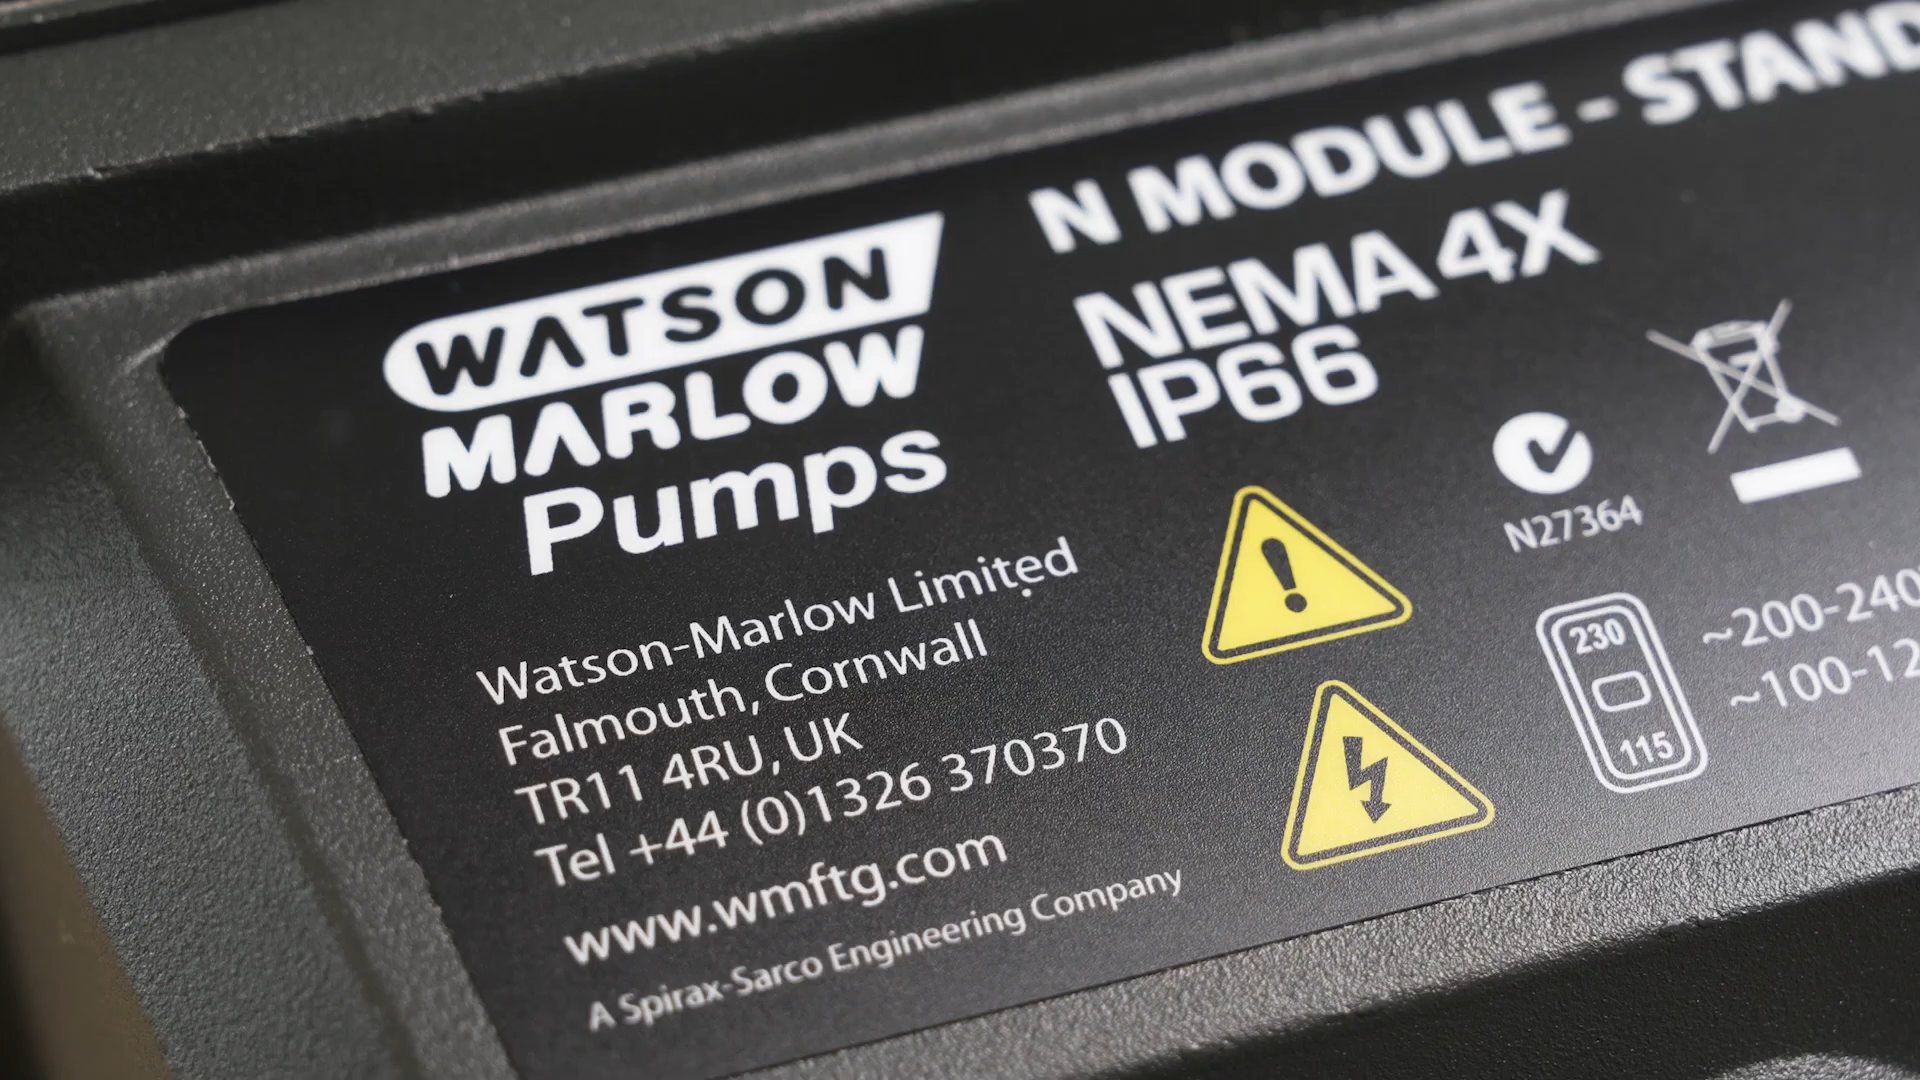 WATSON
MARLOW
Pumps
Watson-Marlow Limited
Falmouth, Cornwall
TR11 4RU, UK
Tel +44 (0)1326 370370
www.wmftg.com
A Spirax-Sarco Engineering Company
N MODULE - STAND
NEMA 4X
IP66
N27364
230
115
~200-240
~100-12